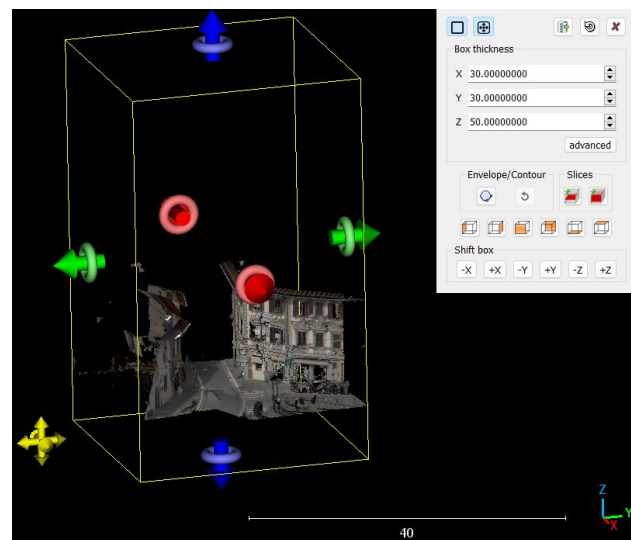 Box thickness
X 30.00000000
Y 30.00000000
Z 50.00000000
advanced
Envelope/Contour Slices
Shift box
-X +X -Y +Y -Z +Z
Z
Y
X
40